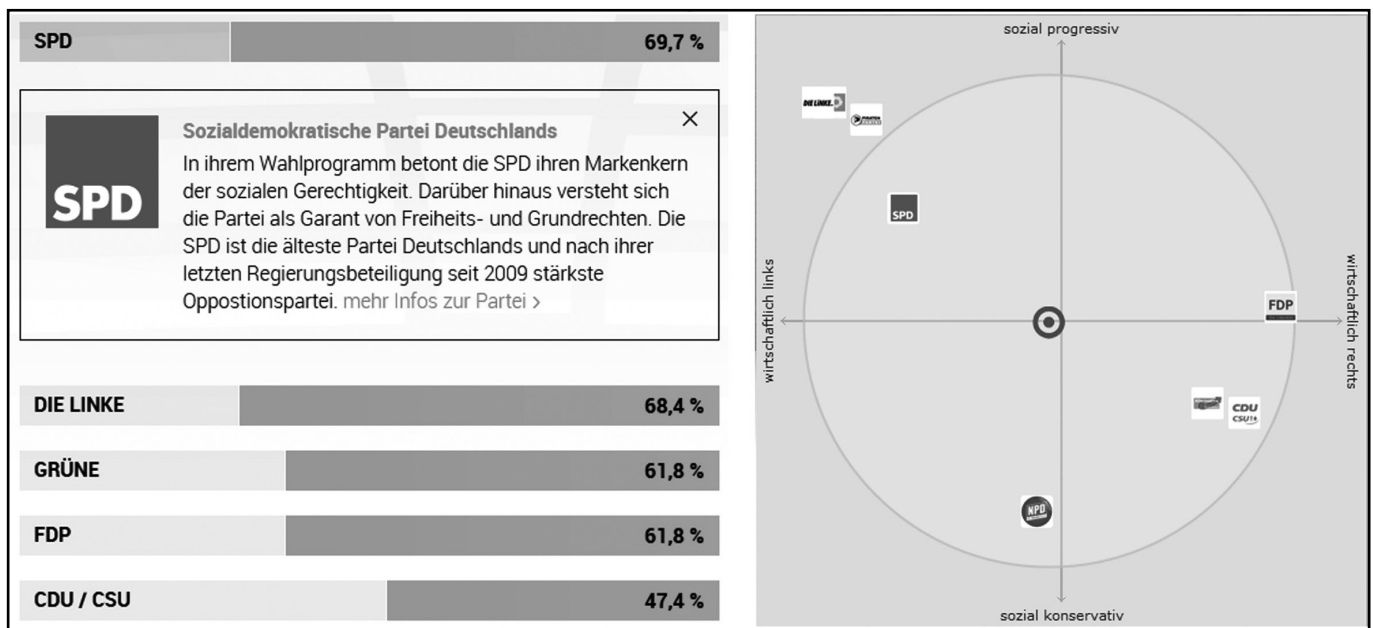 SPD
69,7 %
Sozialdemokratische Partei Deutschlands
In ihrem Wahlprogramm betont die SPD ihren Markenkern
der sozialen Gerechtigkeit. Darüber hinaus versteht sich
die Partei als Garant von Freiheits- und Grundrechten. Die
SPD ist die älteste Partei Deutschlands und nach ihrer
letzten Regierungsbeteiligung seit 2009 stärkste
Oppostionspartei. mehr Infos zur Partei >
SPD
DIE LINKE
68,4 %
GRÜNE
61,8 %
FDP
61,8 %
CDU / CSU
47,4 %
sozial progressiv
DIE LINKE.
PIRATEN
PARTEI
SPD
wirtschaftlich links
wirtschaftlich rechts
FDP
CDU
CSU
NPD
sozial konservativ